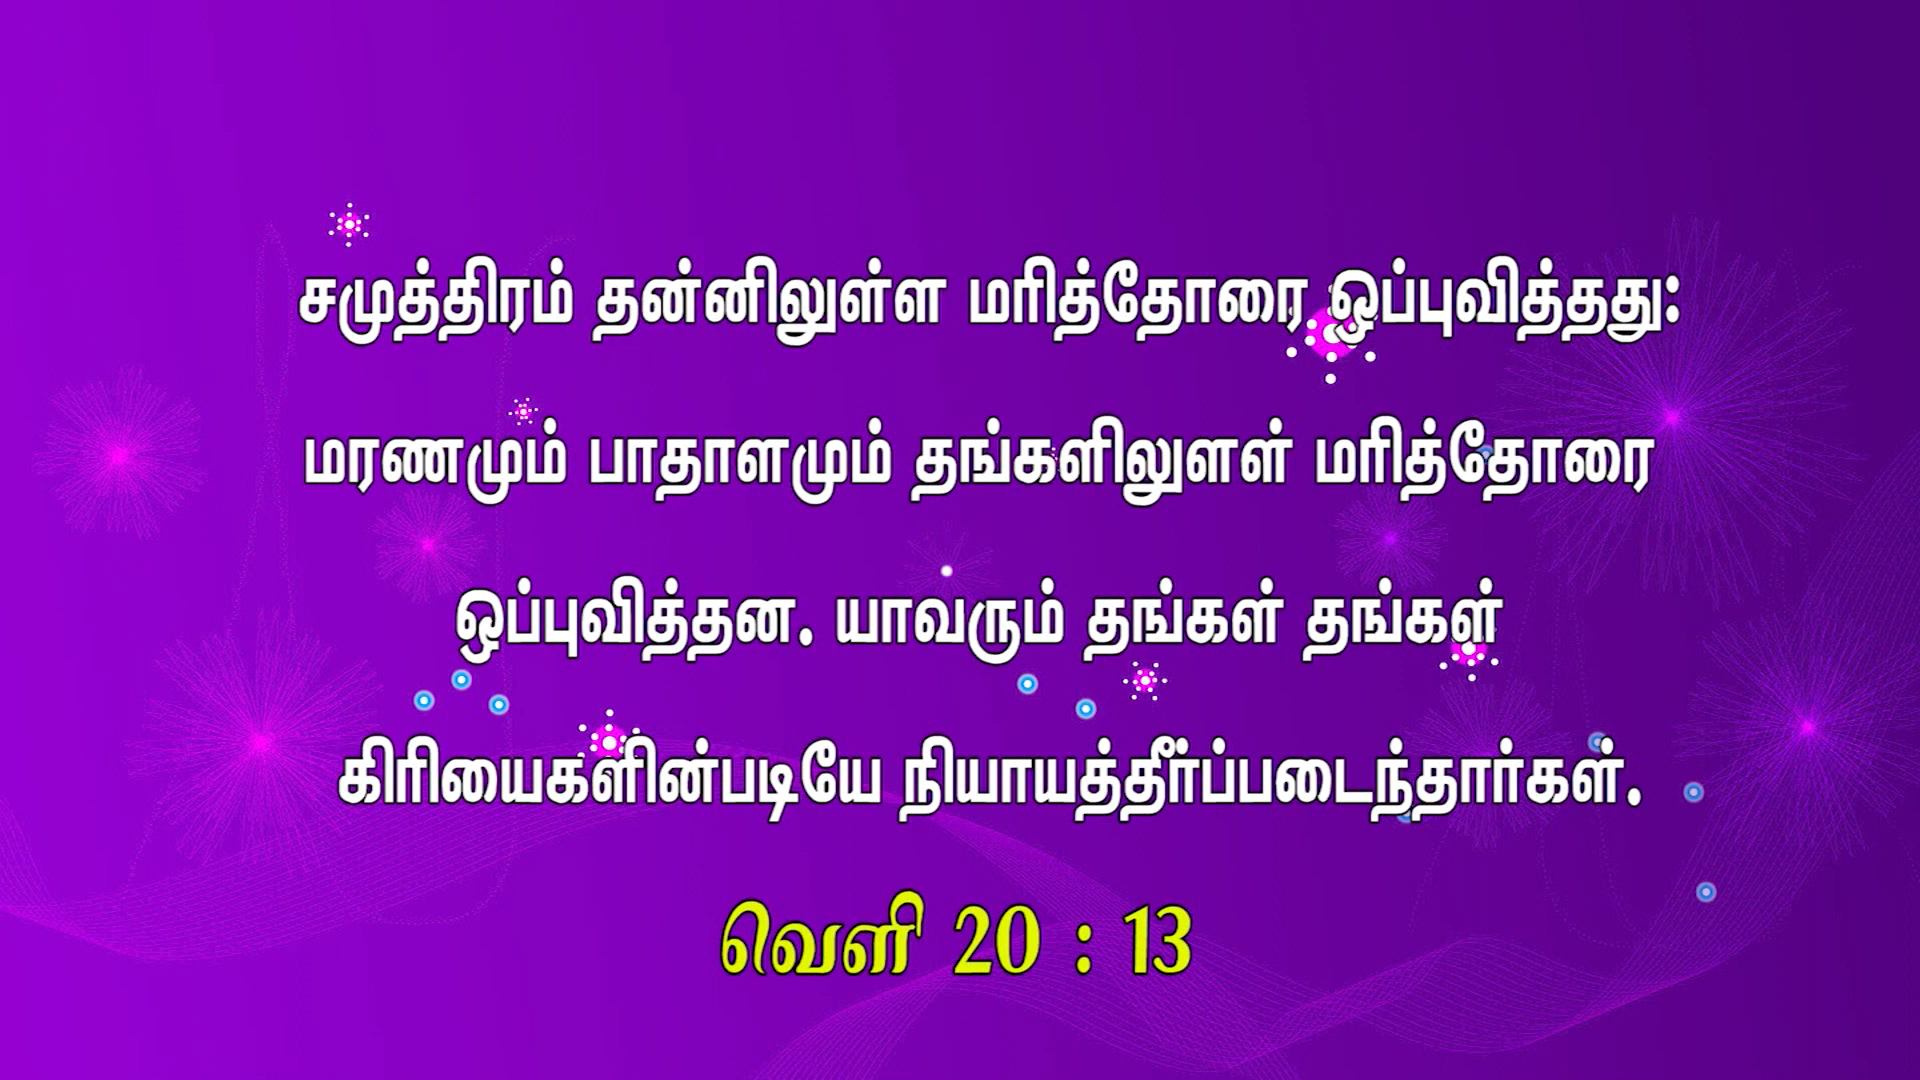 சமுத்திரம் தன்னிலுள்ள மரித்தோரை ஒப்புவித்தது:
மரணமும் பாதாளமும் தங்களிலுளள் மரித்தோரை
ஒப்புவித்தன. யாவரும் தங்கள் தங்கள்
கிரியைகளின்படியே நியாயத்தீர்ப்படைந்தார்கள்.
வெளி 20 : 13